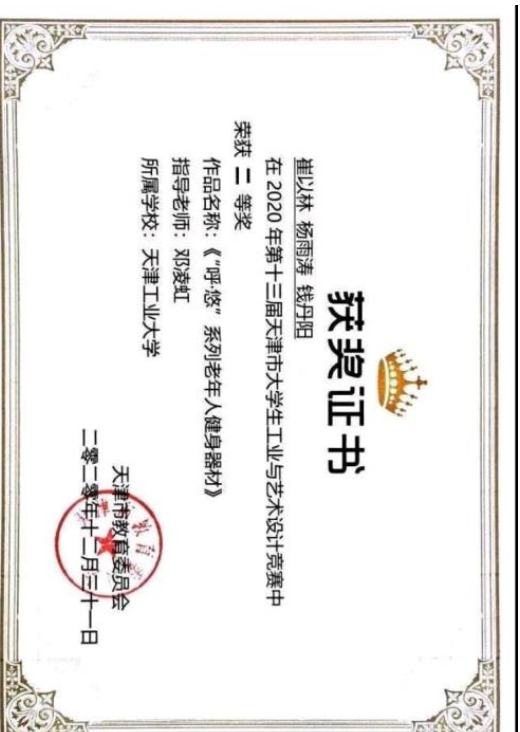 获奖证书
崔以林 杨雨涛 钱丹阳
在 2020 年第十三届天津市大学生工业与艺术设计竞赛中
荣获 二 等奖
作品名称：《“呼·悠”系列老年人健身器材》
指导老师：邓凌虹
所属学校：天津工业大学
天津市教育委员会
二零二零年十二月三十一日